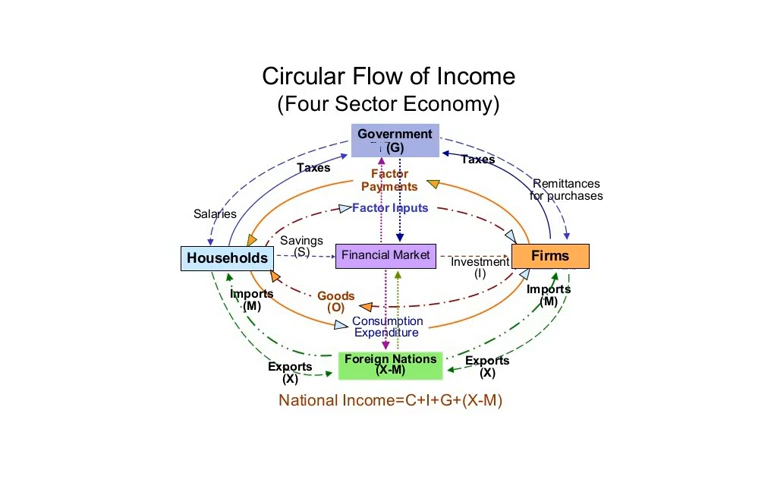 Circular Flow of Income
(Four Sector Economy)
Government
(G)
Taxes
Taxes
Factor
Payments
Remittances
for purchases
Salaries
Factor Inputs
Savings
(S)
Households
Financial Market
Investment
(I)
Firms
Imports
(M)
Goods
(O)
Imports
(M)
Consumption
Expenditure
Exports
(X)
Foreign Nations
(X-M)
Exports
(X)
National Income=C+I+G+(X-M)